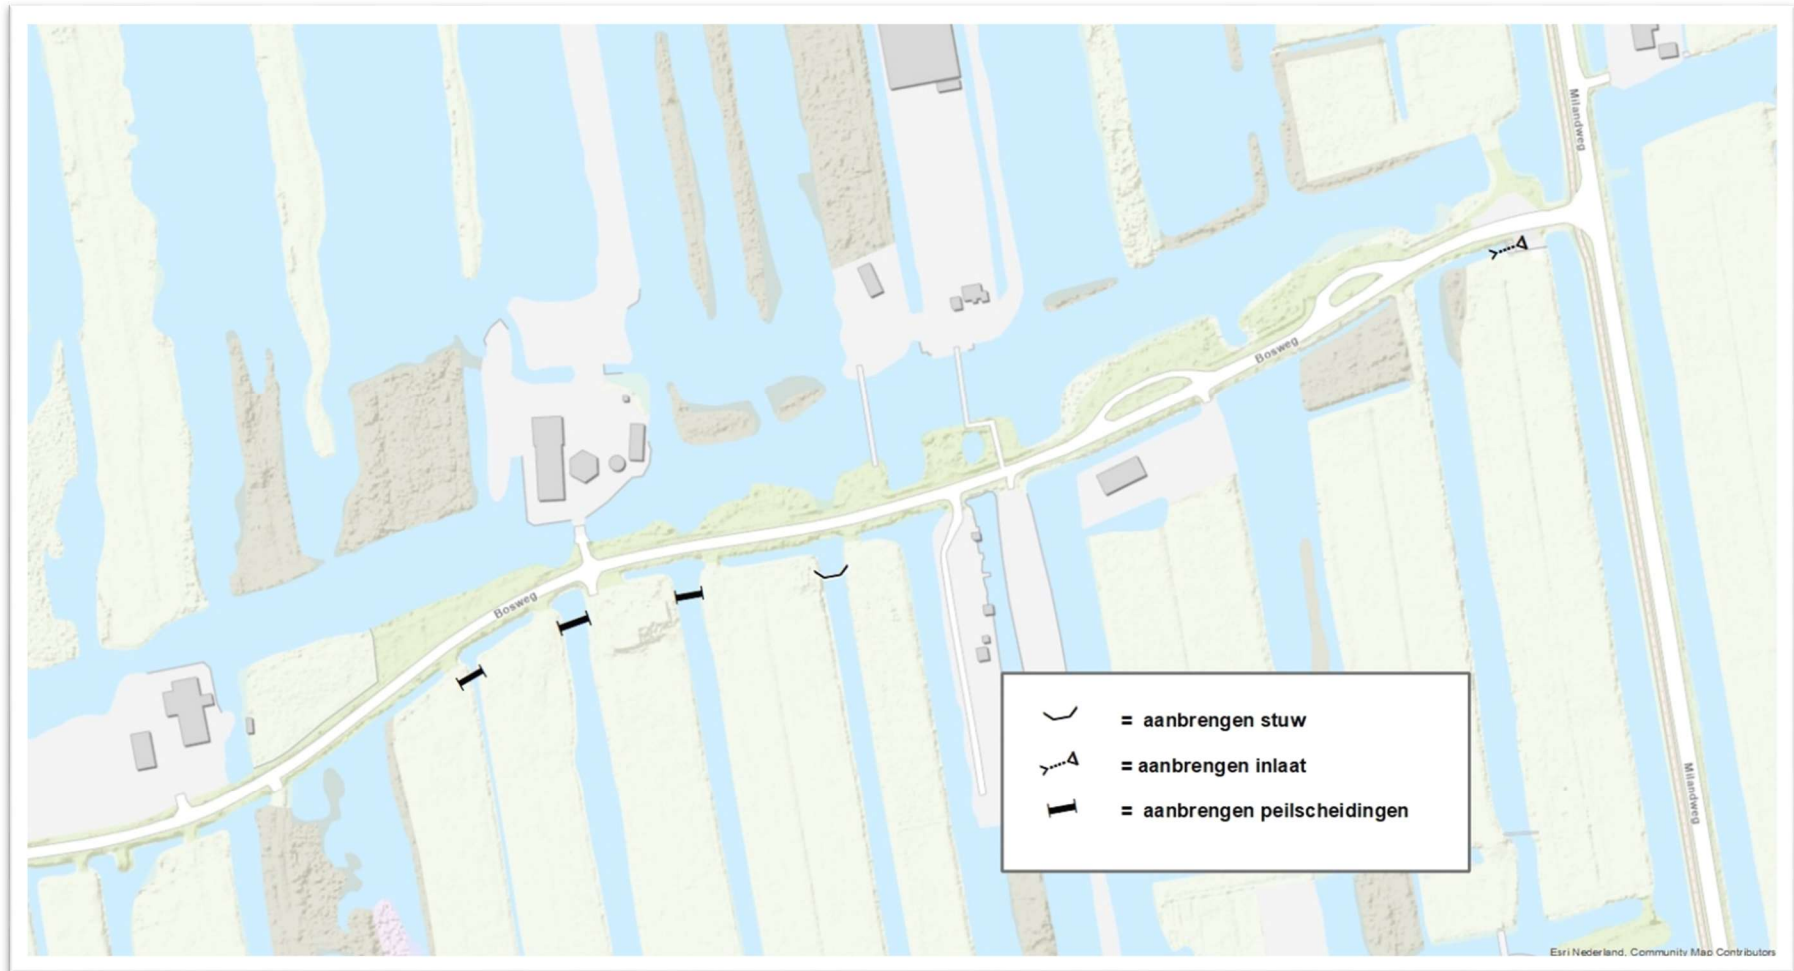 Milandweg
Bosweg
Bosweg
= aanbrengen stuw
= aanbrengen inlaat
= aanbrengen peilscheidingen
Milandweg
Esri Nederland, Community Map Contributors